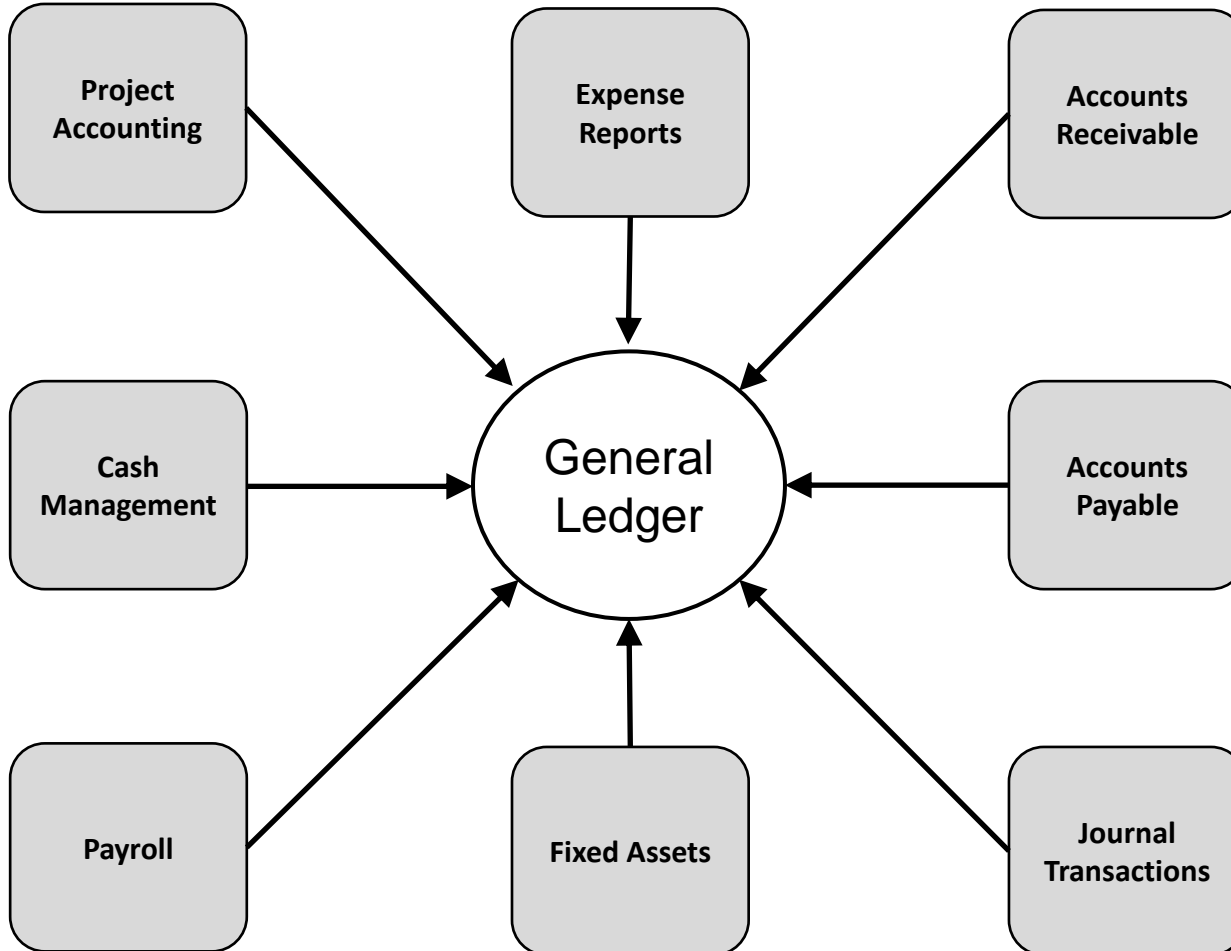 Project
Accounting
Expense
Reports
Accounts
Receivable
Cash
Management
General
Ledger
Accounts
Payable
Payroll
Fixed Assets
Journal
Transactions